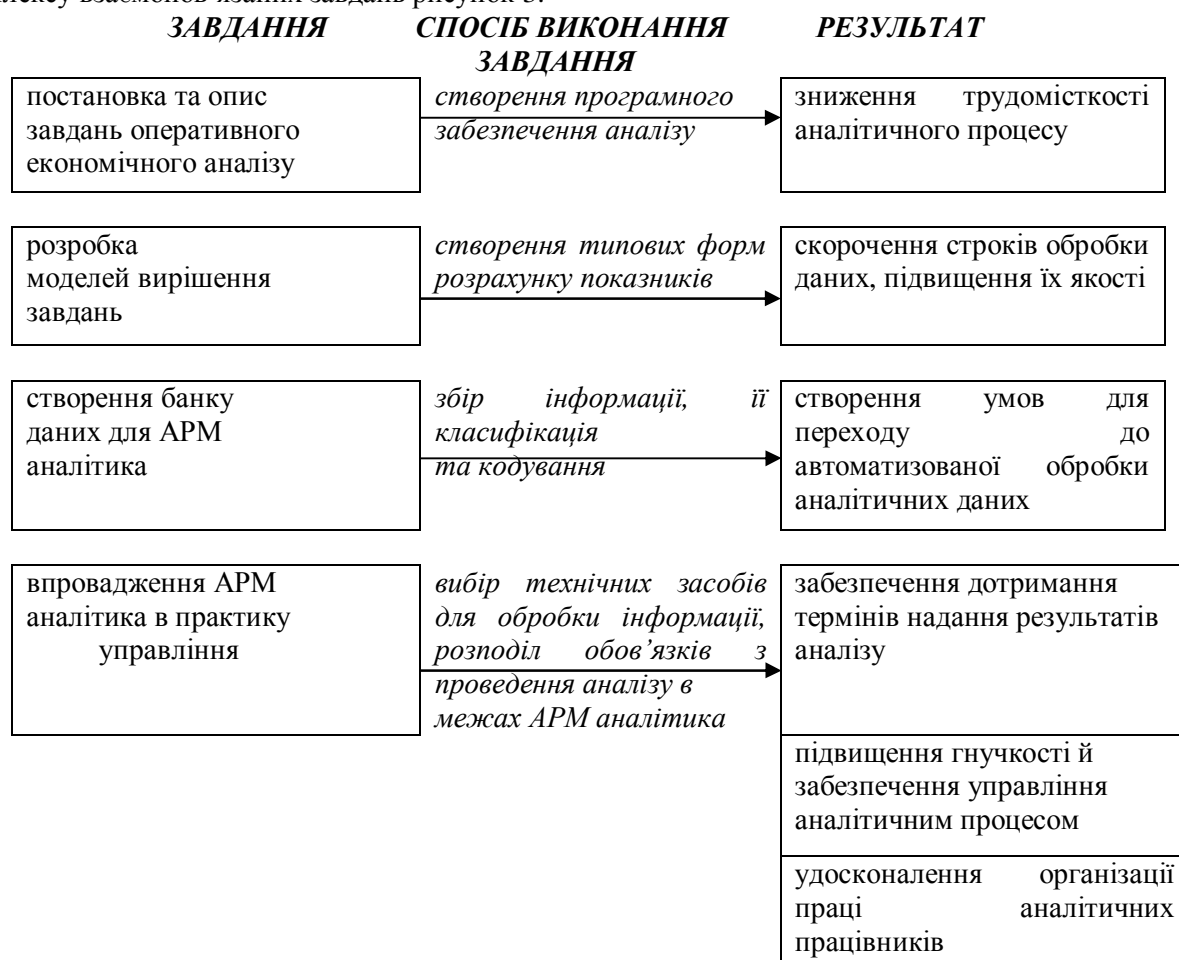 взаємопов'язаних завдань рисунок
ЗАВДАННЯ СПОСІБ ВИКОНАННЯ РЕЗУЛЬТАТ
ЗАВДАННЯ
постановка та опис
завдань оперативного
економічного аналізу
створення програмного
забезпечення аналізу
зниження трудомісткості
аналітичного процесу
розробка
моделей вирішення
завдань
створення типових форм
розрахунку показників
скорочення строків обробки
даних, підвищення їх якості
створення банку
даних для АРМ
аналітика
збір інформації, її
класифікація
та кодування
створення умов для
переходу до
автоматизованої обробки
аналітичних даних
впровадження АРМ
аналітика в практику
управління
вибір технічних засобів
для обробки інформації,
розподіл обов’язків з
проведення аналізу в
межах АРМ аналітика
забезпечення дотримання
термінів надання результатів
аналізу
підвищення гнучкості й
забезпечення управління
аналітичним процесом
удосконалення організації
праці аналітичних
працівників